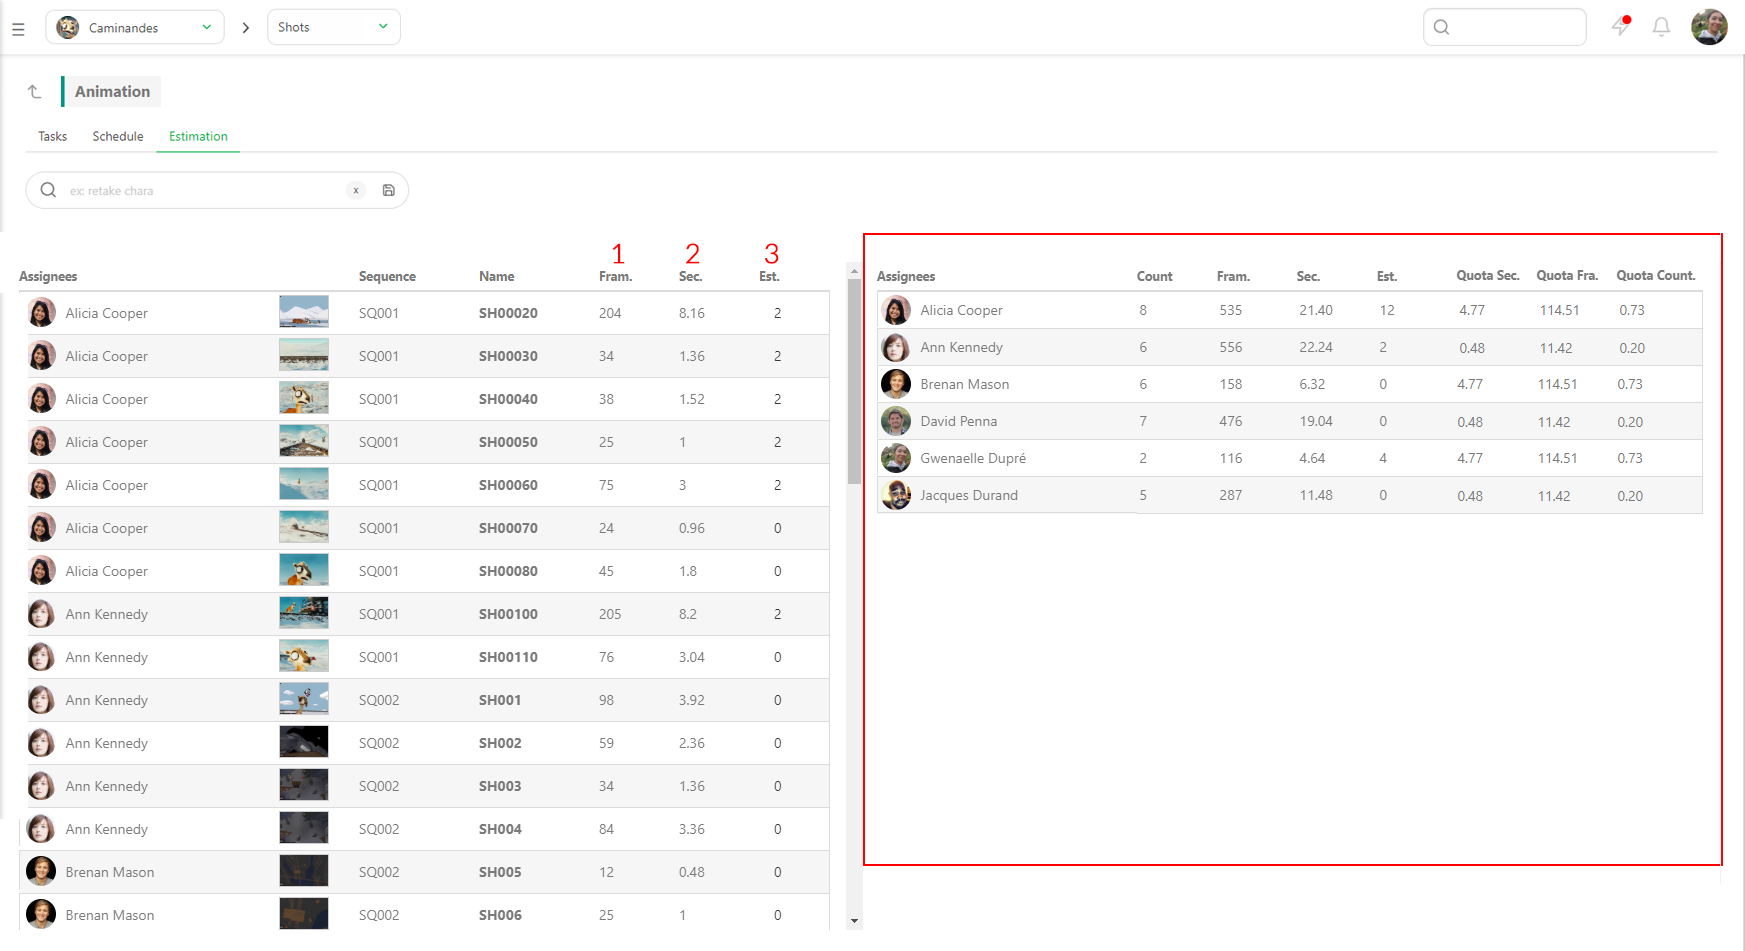 Caminandes Shots
Animation
Tasks Schedule Estimation
ex: retake chara x
1 2 3
Assignees Sequence Name Fram. Sec. Est.
Alicia Cooper SQ001 SH00020 204 8.16 2
Alicia Cooper SQ001 SH00030 34 1.36 2
Alicia Cooper SQ001 SH00040 38 1.52 2
Alicia Cooper SQ001 SH00050 25 1 2
Alicia Cooper SQ001 SH00060 75 3 2
Alicia Cooper SQ001 SH00070 24 0.96 0
Alicia Cooper SQ001 SH00080 45 1.8 0
Ann Kennedy SQ001 SH00100 205 8.2 2
Ann Kennedy SQ001 SH00110 76 3.04 0
Ann Kennedy SQ002 SH001 98 3.92 0
Ann Kennedy SQ002 SH002 59 2.36 0
Ann Kennedy SQ002 SH003 34 1.36 0
Ann Kennedy SQ002 SH004 84 3.36 0
Brenan Mason SQ002 SH005 12 0.48 0
Brenan Mason SQ002 SH006 25 1 0
Assignees Count Fram. Sec. Est. Quota Sec. Quota Fra. Quota Count.
Alicia Cooper 8 535 21.40 12 4.77 114.51 0.73
Ann Kennedy 6 556 22.24 2 0.48 11.42 0.20
Brenan Mason 6 158 6.32 0 4.77 114.51 0.73
David Penna 7 476 19.04 0 0.48 11.42 0.20
Gwenaelle Dupré 2 116 4.64 4 4.77 114.51 0.73
Jacques Durand 5 287 11.48 0 0.48 11.42 0.20